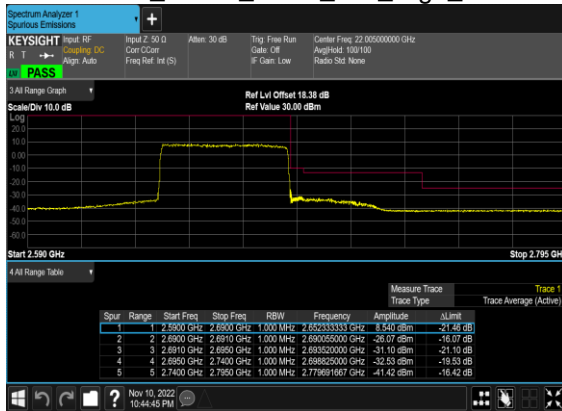 Spectrum Analyzer 1
Spurious Emissions
+
KEYSIGHT Input: RF Input Z: 50 Ω Atten: 30 dB Trig: Free Run Center Freq: 22.005000000 GHz
R T Coupling: DC Corr CCorr Gate: Off Avg|Hold: 100/100
Align: Auto Freq Ref: Int (S) IF Gain: Low Radio Std: None
PASS
3 All Range Graph
Ref Lvl Offset 18.38 dB
Scale/Div 10.0 dB Ref Value 30.00 dBm
Log
20.0
10.0
0.00
-10.0
-20.0
-30.0
-40.0
-50.0
-60.0
Start 2.590 GHz Stop 2.795 GH
4 All Range Table
Measure Trace Trace 1
Trace Type Trace Average (Active)
Spur Range Start Freq Stop Freq RBW Frequency Amplitude ΔLimit
1 1 2.5900 GHz 2.6900 GHz 1.000 MHz 2.652333333 GHz 8.540 dBm -21.46 dB
2 2 2.6900 GHz 2.6910 GHz 1.000 MHz 2.690055000 GHz -26.07 dBm -16.07 dB
3 3 2.6910 GHz 2.6950 GHz 1.000 MHz 2.693520000 GHz -31.10 dBm -21.10 dB
4 4 2.6950 GHz 2.7400 GHz 1.000 MHz 2.698825000 GHz -32.53 dBm -19.53 dB
5 5 2.7400 GHz 2.7950 GHz 1.000 MHz 2.779691667 GHz -41.42 dBm -16.42 dB
?
Nov 10, 2022
10:44:45 PM